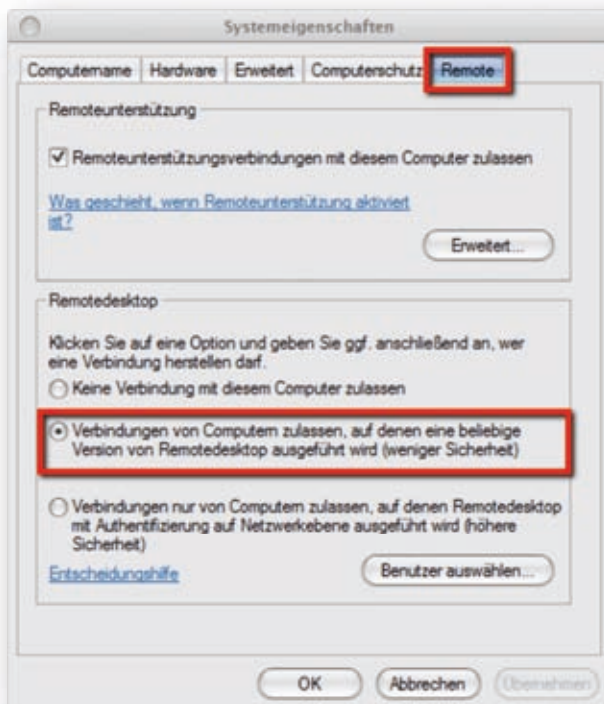 Systemeigenschaften
Computername Hardware Erweitert Computerschutz Remote
Remoteunterstützung
Remoteunterstützungsverbindungen mit diesem Computer zulassen
Was geschieht, wenn Remoteunterstützung aktiviert
ist?
Erweitert...
Remotedesktop
Klicken Sie auf eine Option und geben Sie ggf. anschließend an, wer
eine Verbindung herstellen darf.
Keine Verbindung mit diesem Computer zulassen
Verbindungen von Computern zulassen, auf denen eine beliebige
Version von Remotedesktop ausgeführt wird (weniger Sicherheit)
Verbindungen nur von Computern zulassen, auf denen Remotedesktop
mit Authentifizierung auf Netzwerkebene ausgeführt wird (höhere
Sicherheit)
Entscheidungshilfe
Benutzer auswählen...
OK Abbrechen Übernehmen